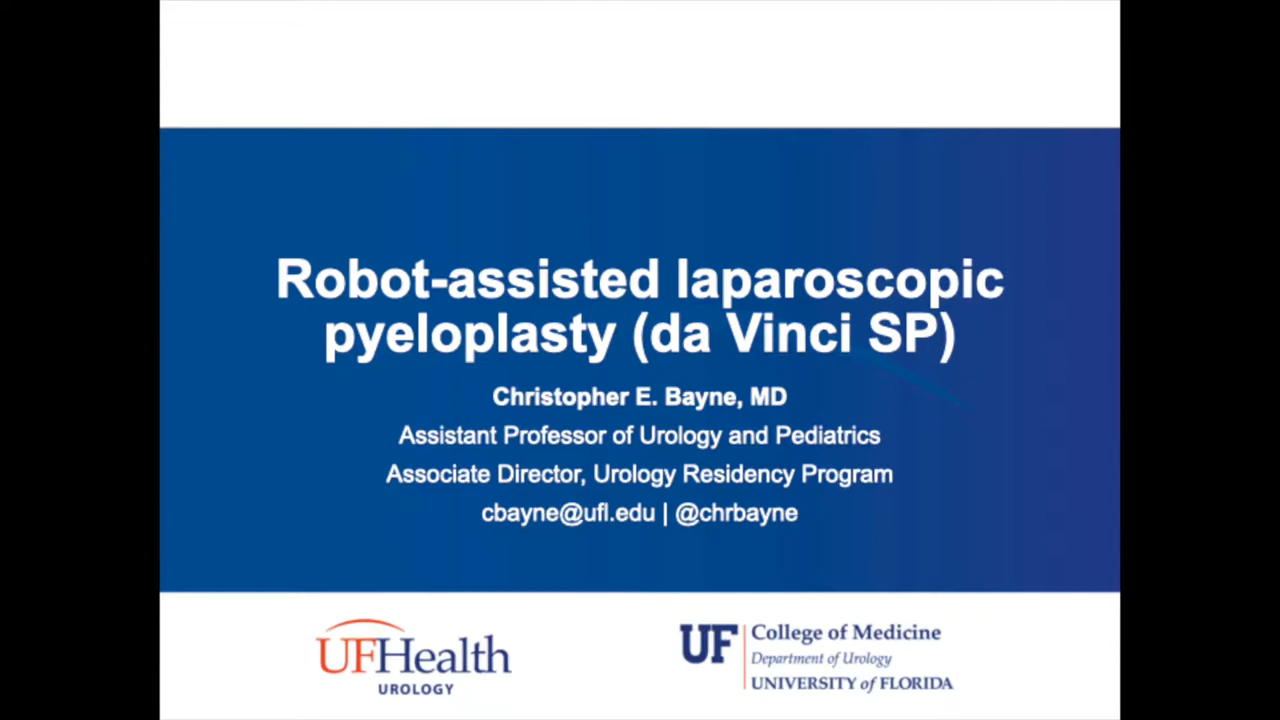 Robot-assisted laparoscopic
pyeloplasty (da Vinci SP)
Christopher E. Bayne, MD
Assistant Professor of Urology and Pediatrics
Associate Director, Urology Residency Program
cbayne@ufl.edu | @chrbayne
UFHealth
UROLOGY
UF
College of Medicine
Department of Urology
UNIVERSITY of FLORIDA